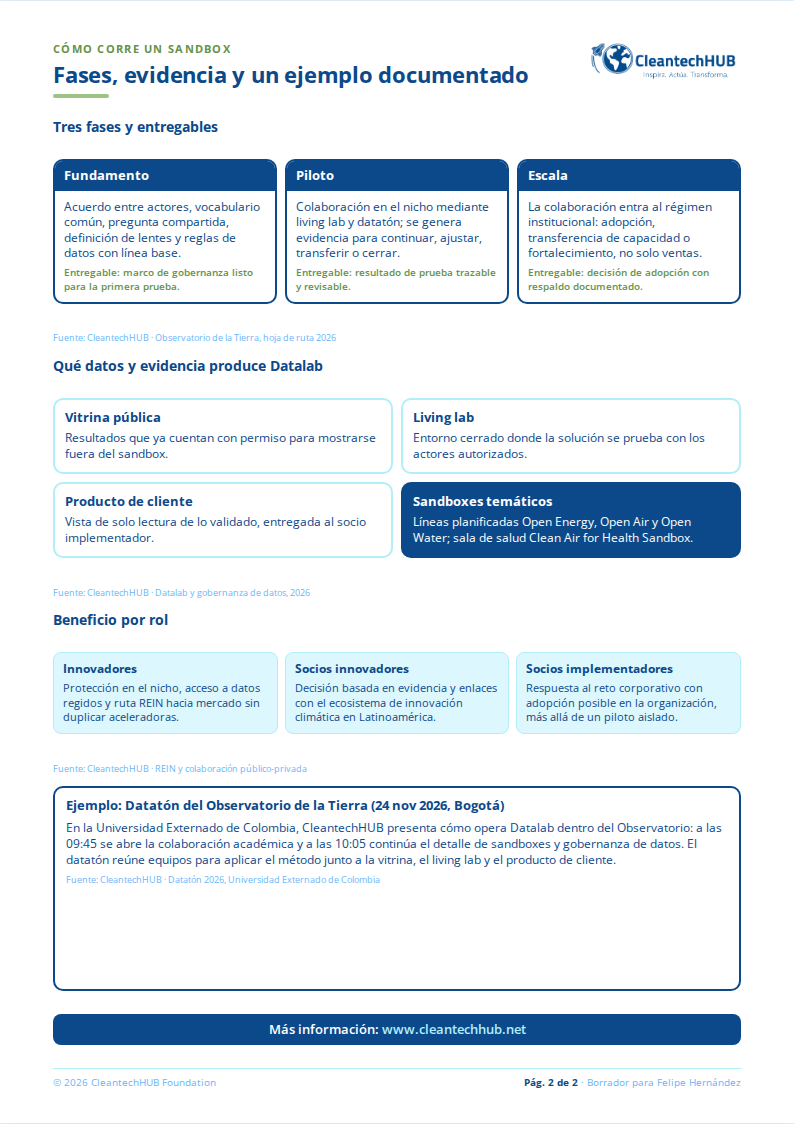 CÓMO CORRE UN SANDBOX
Fases, evidencia y un ejemplo documentado
CleantechHUB
Inspira. Actúa. Transforma.
Tres fases y entregables
Fundamento
Acuerdo entre actores, vocabulario
común, pregunta compartida,
definición de lentes y reglas de
datos con línea base.
Entregable: marco de gobernanza listo
para la primera prueba.
Piloto
Colaboración en el nicho mediante
living lab y datatón; se genera
evidencia para continuar, ajustar,
transferir o cerrar.
Entregable: resultado de prueba trazable
y revisable.
Escala
La colaboración entra al régimen
institucional: adopción,
transferencia de capacidad o
fortalecimiento, no solo ventas.
Entregable: decisión de adopción con
respaldo documentado.
Fuente: CleantechHUB · Observatorio de la Tierra, hoja de ruta 2026
Qué datos y evidencia produce Datalab
Vitrina pública
Resultados que ya cuentan con permiso para mostrarse
fuera del sandbox.
Living lab
Entorno cerrado donde la solución se prueba con los
actores autorizados.
Producto de cliente
Vista de solo lectura de lo validado, entregada al socio
implementador.
Sandboxes temáticos
Líneas planificadas Open Energy, Open Air y Open
Water; sala de salud Clean Air for Health Sandbox.
Fuente: CleantechHUB · Datalab y gobernanza de datos, 2026
Beneficio por rol
Innovadores
Protección en el nicho, acceso a datos
regidos y ruta REIN hacia mercado sin
duplicar aceleradoras.
Socios innovadores
Decisión basada en evidencia y enlaces
con el ecosistema de innovación
climática en Latinoamérica.
Socios implementadores
Respuesta al reto corporativo con
adopción posible en la organización,
más allá de un piloto aislado.
Fuente: CleantechHUB · REIN y colaboración público-privada
Ejemplo: Datatón del Observatorio de la Tierra (24 nov 2026, Bogotá)
En la Universidad Externado de Colombia, CleantechHUB presenta cómo opera Datalab dentro del Observatorio: a las
09:45 se abre la colaboración académica y a las 10:05 continúa el detalle de sandboxes y gobernanza de datos. El
datatón reúne equipos para aplicar el método junto a la vitrina, el living lab y el producto de cliente.
Fuente: CleantechHUB · Datatón 2026, Universidad Externado de Colombia
Más información: www.cleantechhub.net
© 2026 CleantechHUB Foundation
Pág. 2 de 2 · Borrador para Felipe Hernández